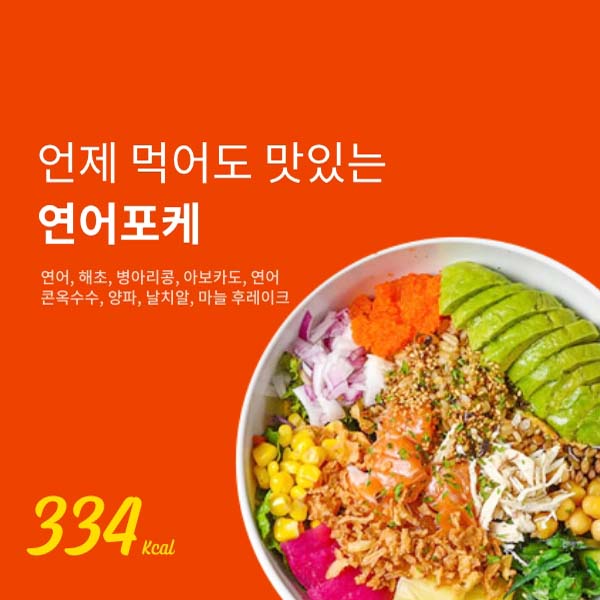 언제 먹어도 맛있는
연어포케
연어, 해초, 병아리콩, 아보카도, 연어
콘옥수수, 양파, 날치알, 마늘 후레이크
334 Kcal